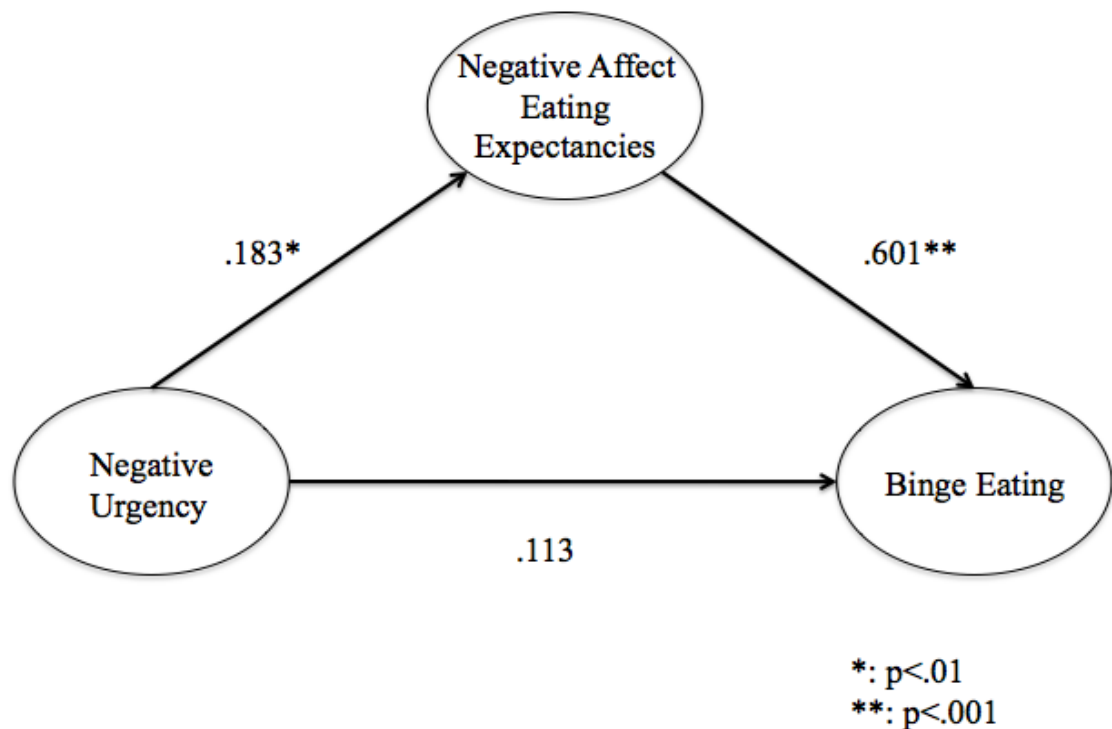 Negative Affect
Eating
Expectancies
.183*
.601**
Negative
Urgency
Binge Eating
.113
*: p<.01
**: p<.001